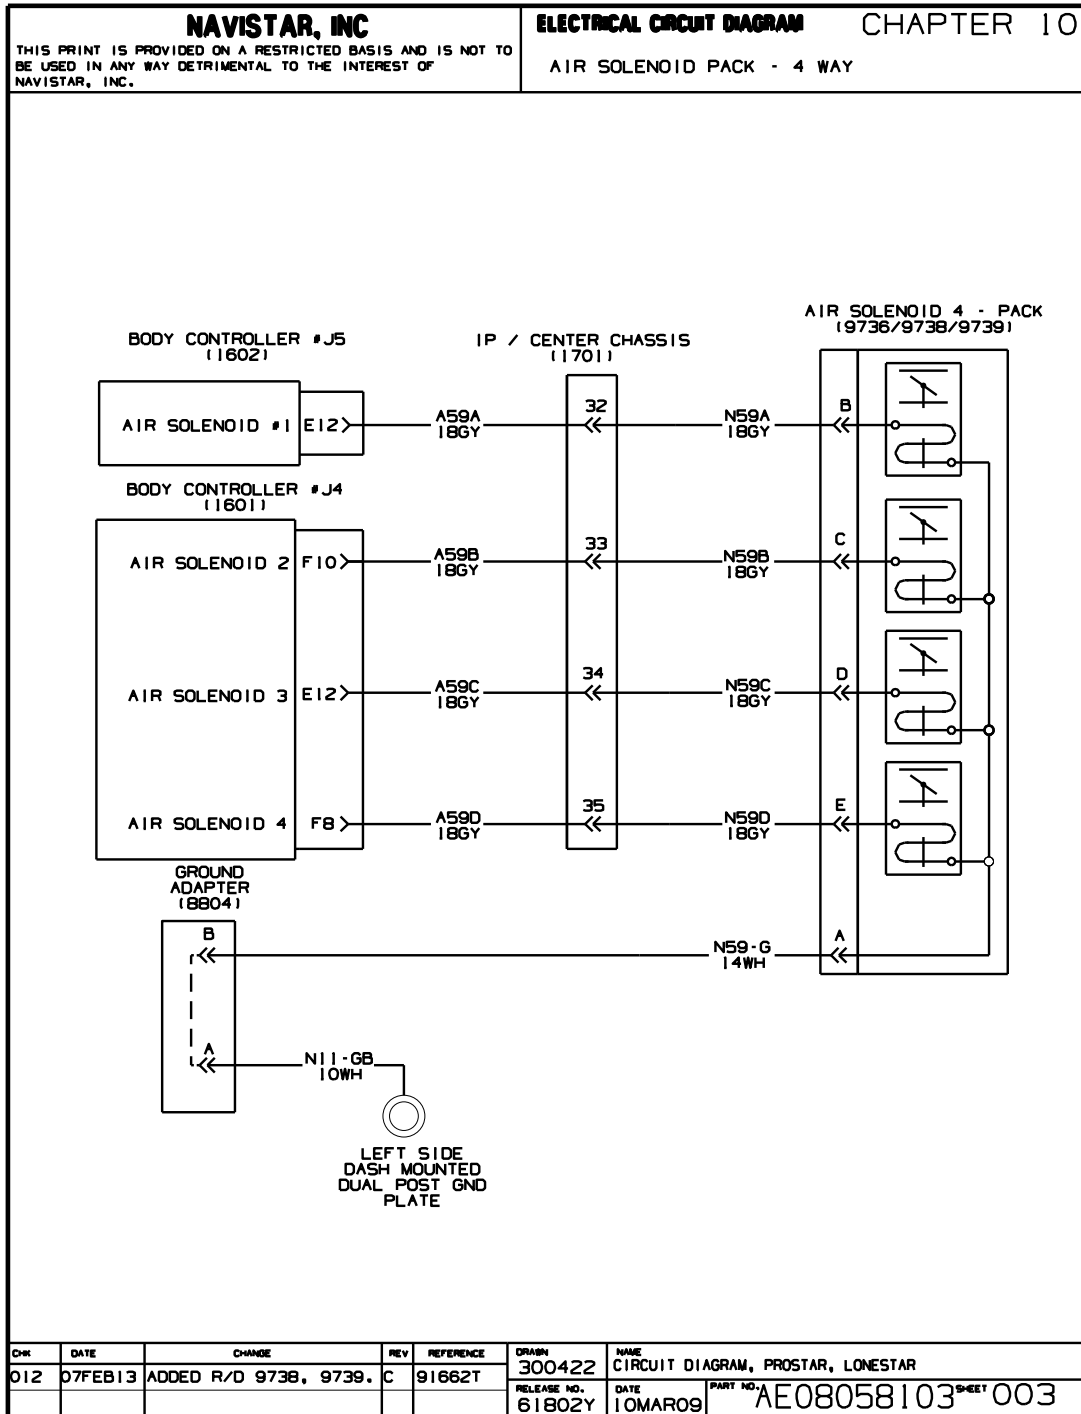 NAVISTAR, INC
THIS PRINT IS PROVIDED ON A RESTRICTED BASIS AND IS NOT TO
BE USED IN ANY WAY DETRIMENTAL TO THE INTEREST OF
NAVISTAR, INC.
ELECTRICAL CIRCUIT DIAGRAM
CHAPTER 10
AIR SOLENOID PACK - 4 WAY
AIR SOLENOID 4 - PACK
(9736/9738/9739)
BODY CONTROLLER #J5
(1602)
IP / CENTER CHASSIS
(1701)
AIR SOLENOID #1 E12
A59A
18GY
32
N59A
18GY
B
BODY CONTROLLER #J4
(1601)
AIR SOLENOID 2 F10
A59B
18GY
33
N59B
18GY
C
AIR SOLENOID 3 E12
A59C
18GY
34
N59C
18GY
D
AIR SOLENOID 4 F8
A59D
18GY
35
N59D
18GY
E
GROUND
ADAPTER
(8804)
B
N59-G
14WH
A
A
N11-GB
10WH
LEFT SIDE
DASH MOUNTED
DUAL POST GND
PLATE
CHK DATE CHANGE REV REFERENCE
012 07FEB13 ADDED R/D 9738, 9739. C 91662T
DRAWN
300422
NAME
CIRCUIT DIAGRAM, PROSTAR, LONESTAR
RELEASE NO.
61802Y
DATE
10MAR09
PART NO. AE08058103 SHEET 003